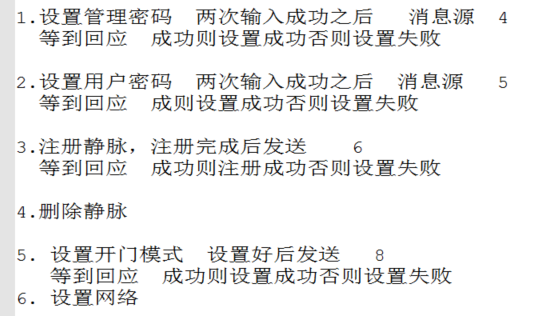 1.设置管理密码  两次输入成功之后   消息源  4
等到回应  成功则设置成功否则设置失败
2.设置用户密码  两次输入成功之后  消息源   5
等到回应  成则设置成功否则设置失败
3.注册静脉，注册完成后发送    6
等到回应  成功则注册成功否则设置失败
4.删除静脉
5. 设置开门模式  设置好后发送   8
等到回应  成功则设置成功否则设置失败
6. 设置网络